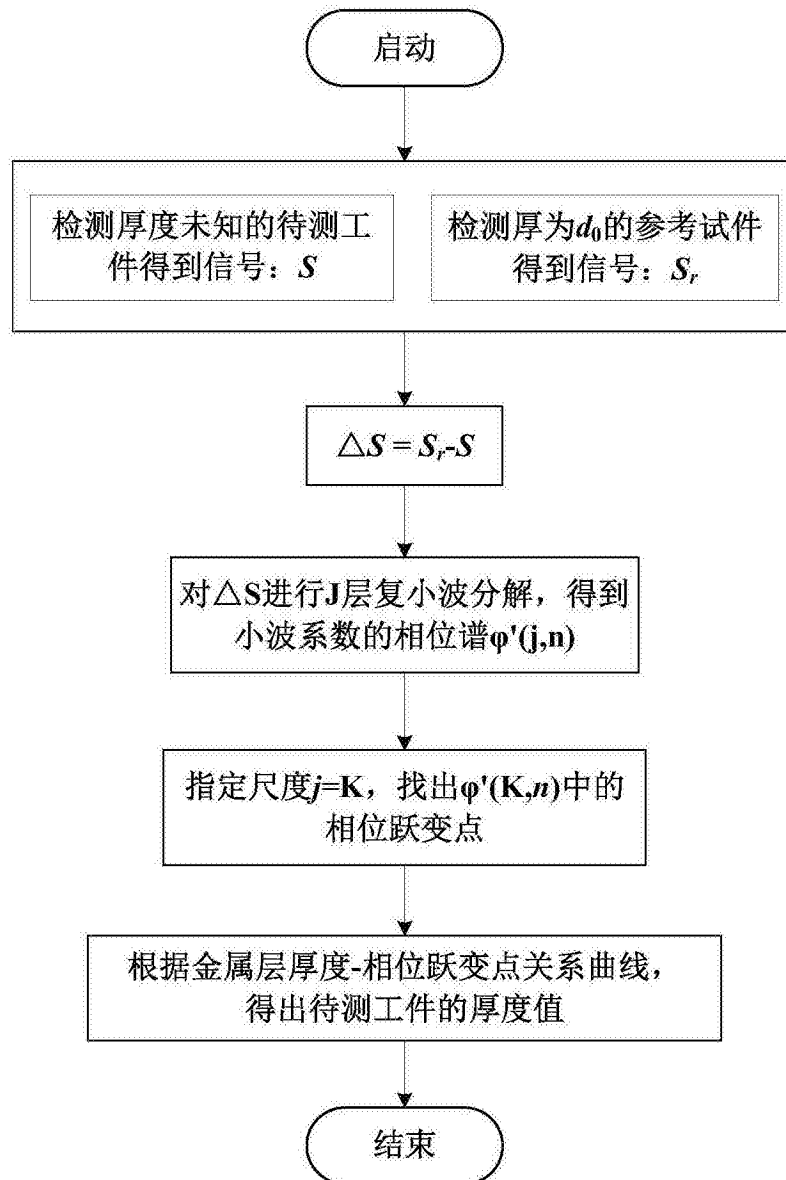 启动
检测厚度未知的待测工
件得到信号：S
检测厚为d₀的参考试件
得到信号：Sᵣ
△S = Sᵣ-S
对△S进行J层复小波分解，得到
小波系数的相位谱φ'(j,n)
指定尺度j=K，找出φ'(K,n)中的
相位跃变点
根据金属层厚度-相位跃变点关系曲线，
得出待测工件的厚度值
结束